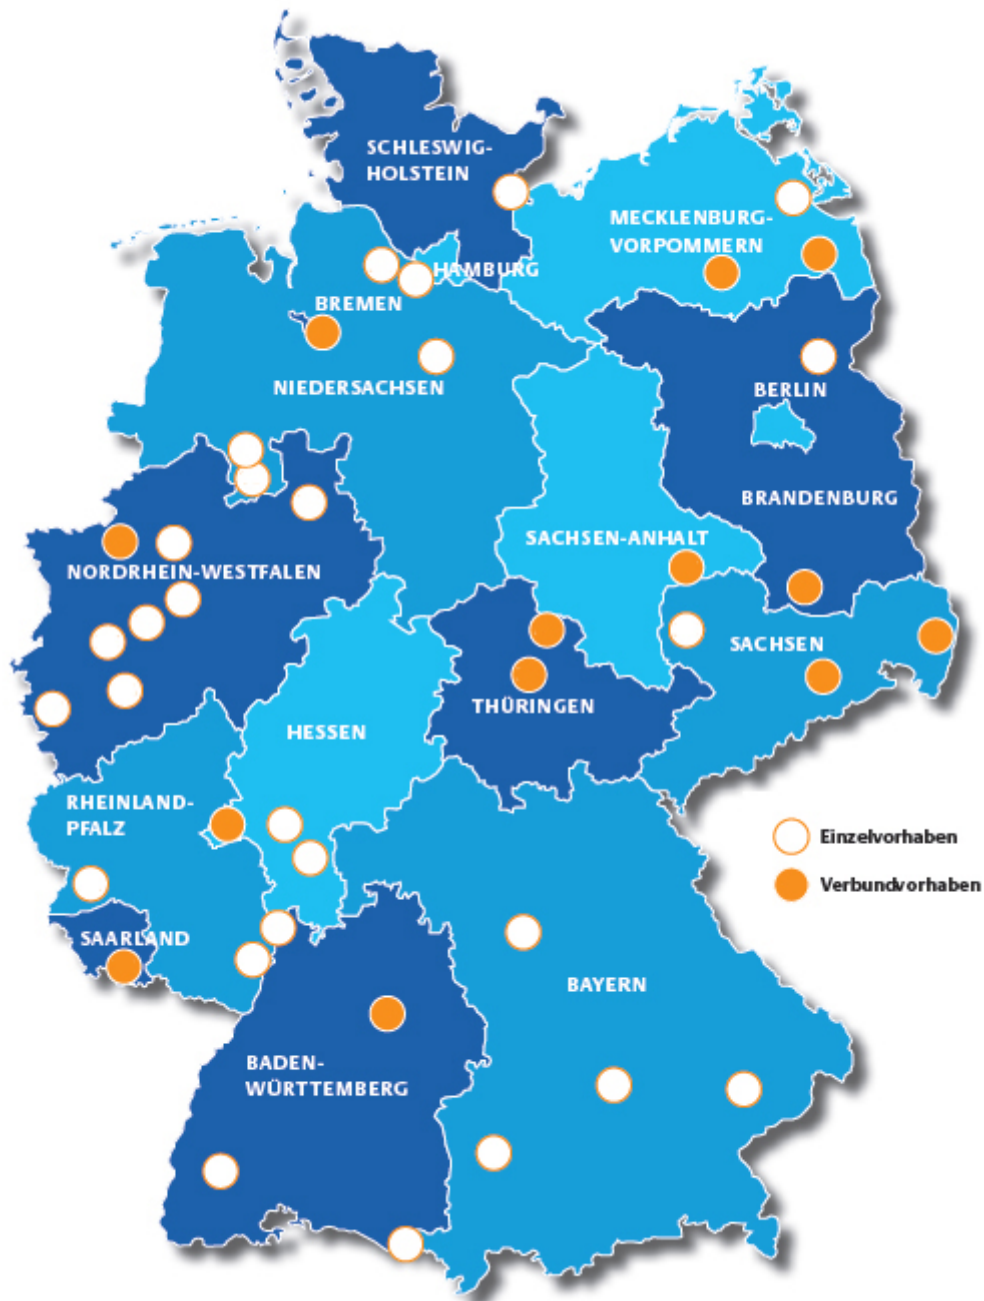 SCHLESWIG-
HOLSTEIN
MECKLENBURG-
VORPOMMERN
HAMBURG
BREMEN
NIEDERSACHSEN
BERLIN
BRANDENBURG
SACHSEN-ANHALT
NORDRHEIN-WESTFALEN
SACHSEN
THÜRINGEN
HESSEN
RHEINLAND-
PFALZ
Einzelvorhaben
Verbundvorhaben
SAARLAND
BAYERN
BADEN-
WÜRTTEMBERG